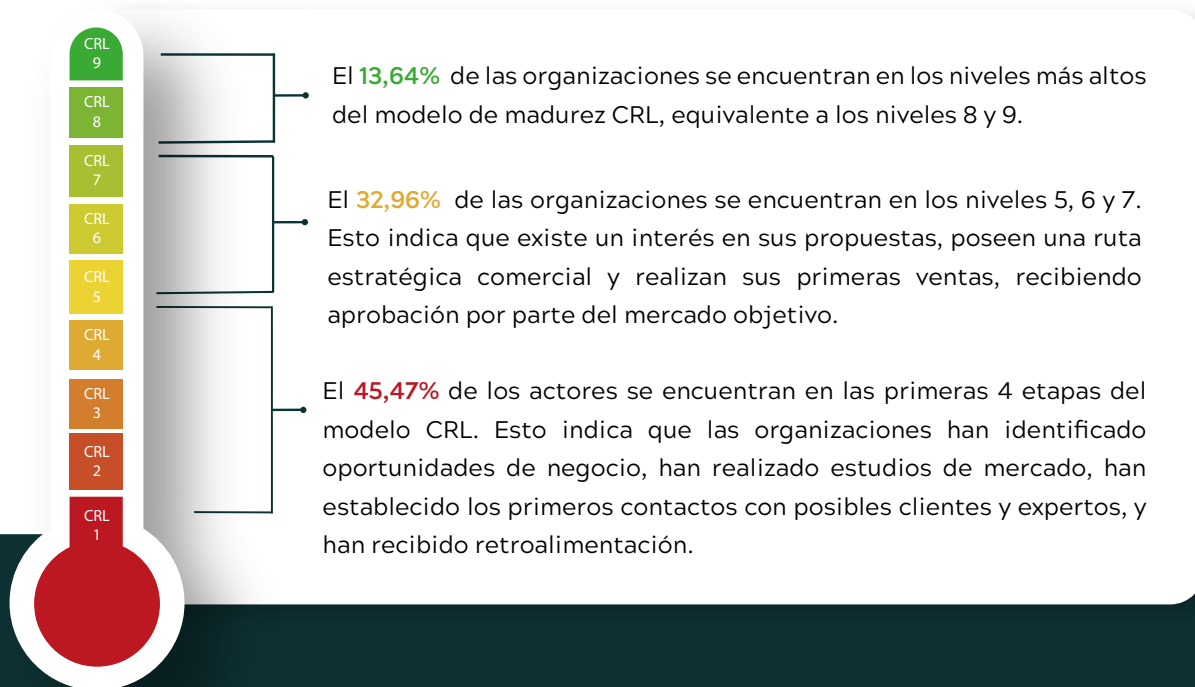 CRL
9
CRL
8
CRL
7
CRL
6
CRL
5
CRL
4
CRL
3
CRL
2
CRL
1
El 13,64% de las organizaciones se encuentran en los niveles más altos
del modelo de madurez CRL, equivalente a los niveles 8 y 9.
El 32,96% de las organizaciones se encuentran en los niveles 5, 6 y 7.
Esto indica que existe un interés en sus propuestas, poseen una ruta
estratégica comercial y realizan sus primeras ventas, recibiendo
aprobación por parte del mercado objetivo.
El 45,47% de los actores se encuentran en las primeras 4 etapas del
modelo CRL. Esto indica que las organizaciones han identificado
oportunidades de negocio, han realizado estudios de mercado, han
establecido los primeros contactos con posibles clientes y expertos, y
han recibido retroalimentación.